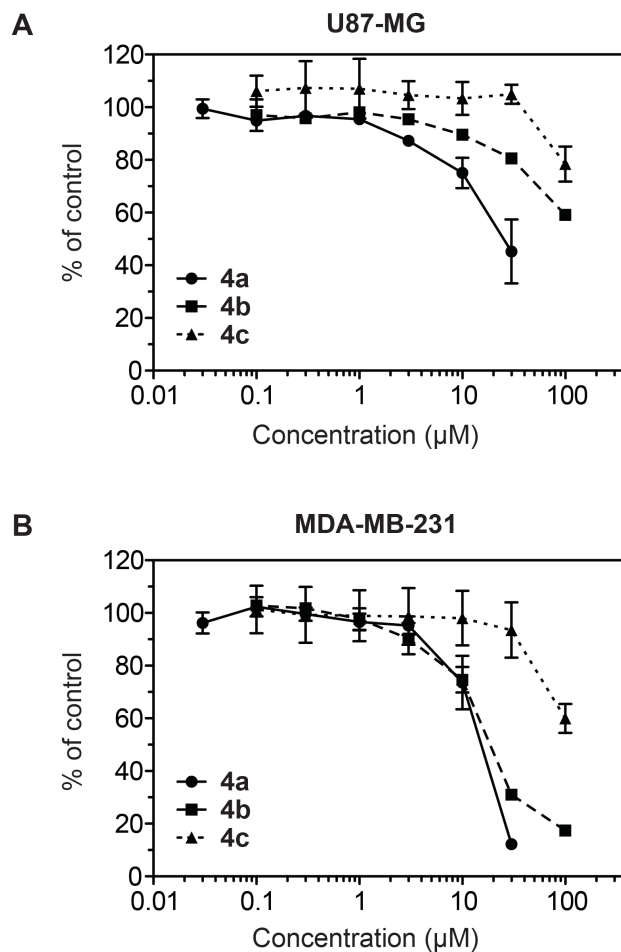 A
U87-MG
120
100
80
60
40
20
0
% of control
4a
4b
4c
0.01
0.1
1
10
100
Concentration (µM)
B
MDA-MB-231
120
100
80
60
40
20
0
% of control
4a
4b
4c
0.01
0.1
1
10
100
Concentration (µM)